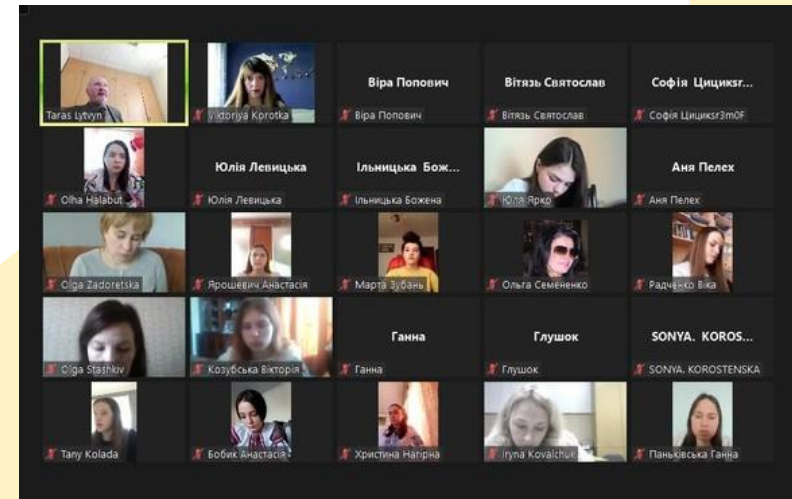 Taras Lytvyn
Viktoriya Korotka
Віра Попович
Віра Попович
Вітязь Святослав
Вітязь Святослав
Софія Цициksr...
Софія Цициksr3m0F
Olha Halabut
Юлія Левицька
Юлія Левицька
Ільницька Бож...
Ільницька Божена
Юля Ярко
Аня Пелех
Аня Пелех
Olga Zadoretska
Ярошевич Анастасія
Марта Зубань
Ольга Семененко
Радченко Віка
Olga Stashkiv
Козубська Вікторія
Ганна
Ганна
Глушок
Глушок
SONYA. KOROS...
SONYA. KOROSTENSKA
Tany Kolada
Бобик Анастасія
Христина Нагірна
Iryna Kovalchuk
Паньківська Ганна